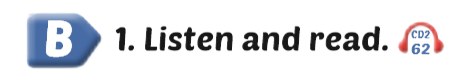 B 1. Listen and read. CD2
62